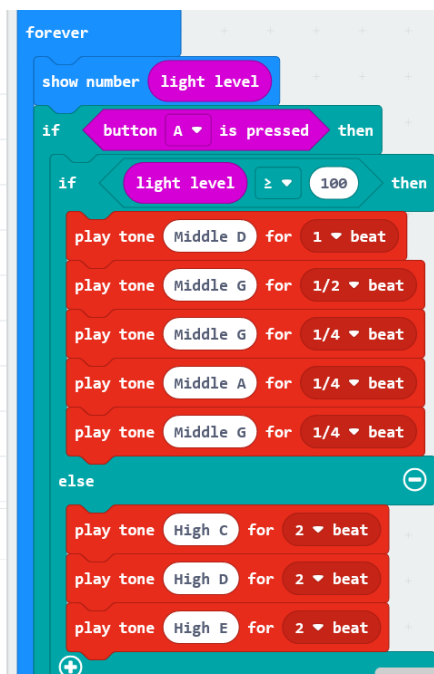 forever
show number light level
if button A is pressed then
if light level ≥ 100 then
play tone Middle D for 1 beat
play tone Middle G for 1/2 beat
play tone Middle G for 1/4 beat
play tone Middle A for 1/4 beat
play tone Middle G for 1/4 beat
else
play tone High C for 2 beat
play tone High D for 2 beat
play tone High E for 2 beat